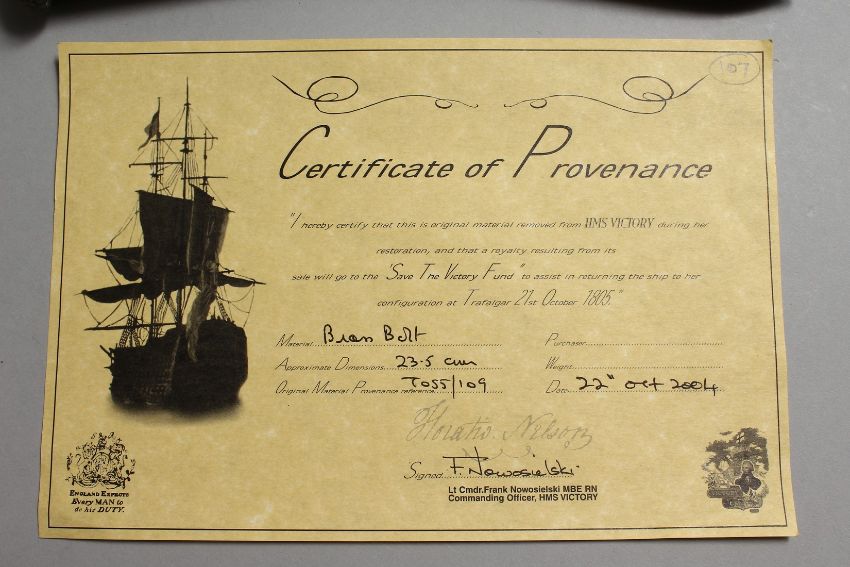 107
Certificate of Provenance
"I hereby certify that this is original material removed from HMS VICTORY during her
restoration, and that a royalty resulting from its
sale will go to the 'Save The Victory Fund" to assist in returning the ship to her
configuration at Trafalgar 21st October 1805."
Material Brass Bolt
Purchaser
Approximate Dimensions 23.5 cm
Weight
Original Material Provenance reference T055/109
Date 22" Oct 2004
Horatio Nelson
Signed F. Nowosielski
Lt Cmdr.Frank Nowosielski MBE RN
Commanding Officer, HMS VICTORY
ENGLAND EXPECTS
Every MAN to
do his DUTY.